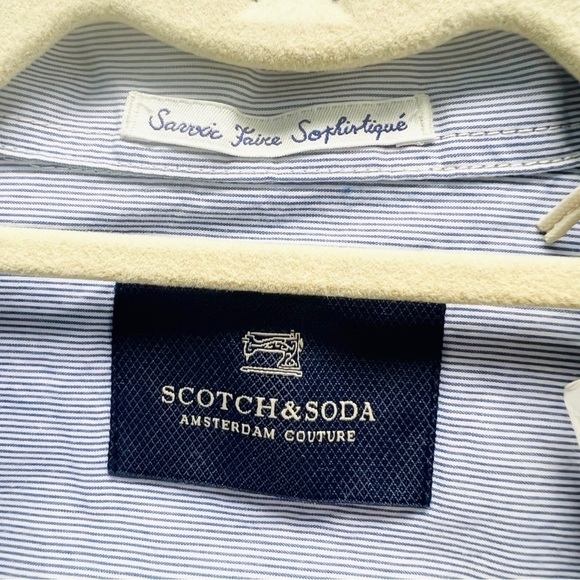 Savoir Faire Sophistiqué
SCOTCH&SODA
AMSTERDAM COUTURE